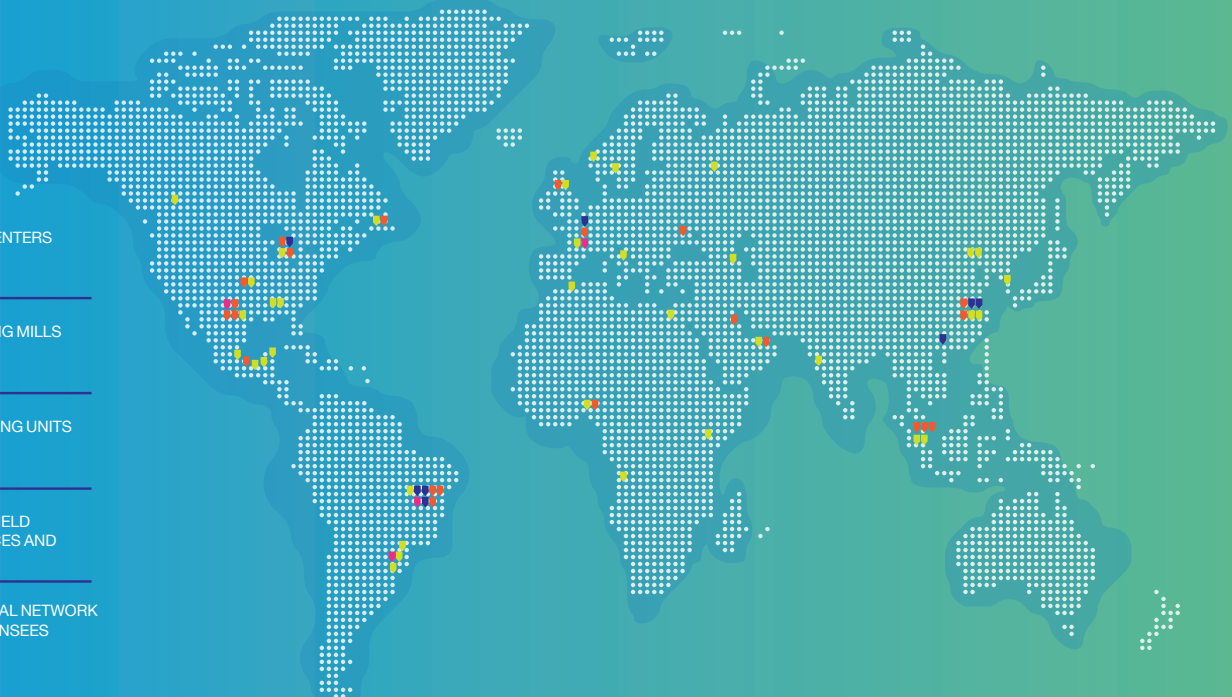 ENTERS
G MILLS
NG UNITS
ELD
ES AND
AL NETWORK
NSEES